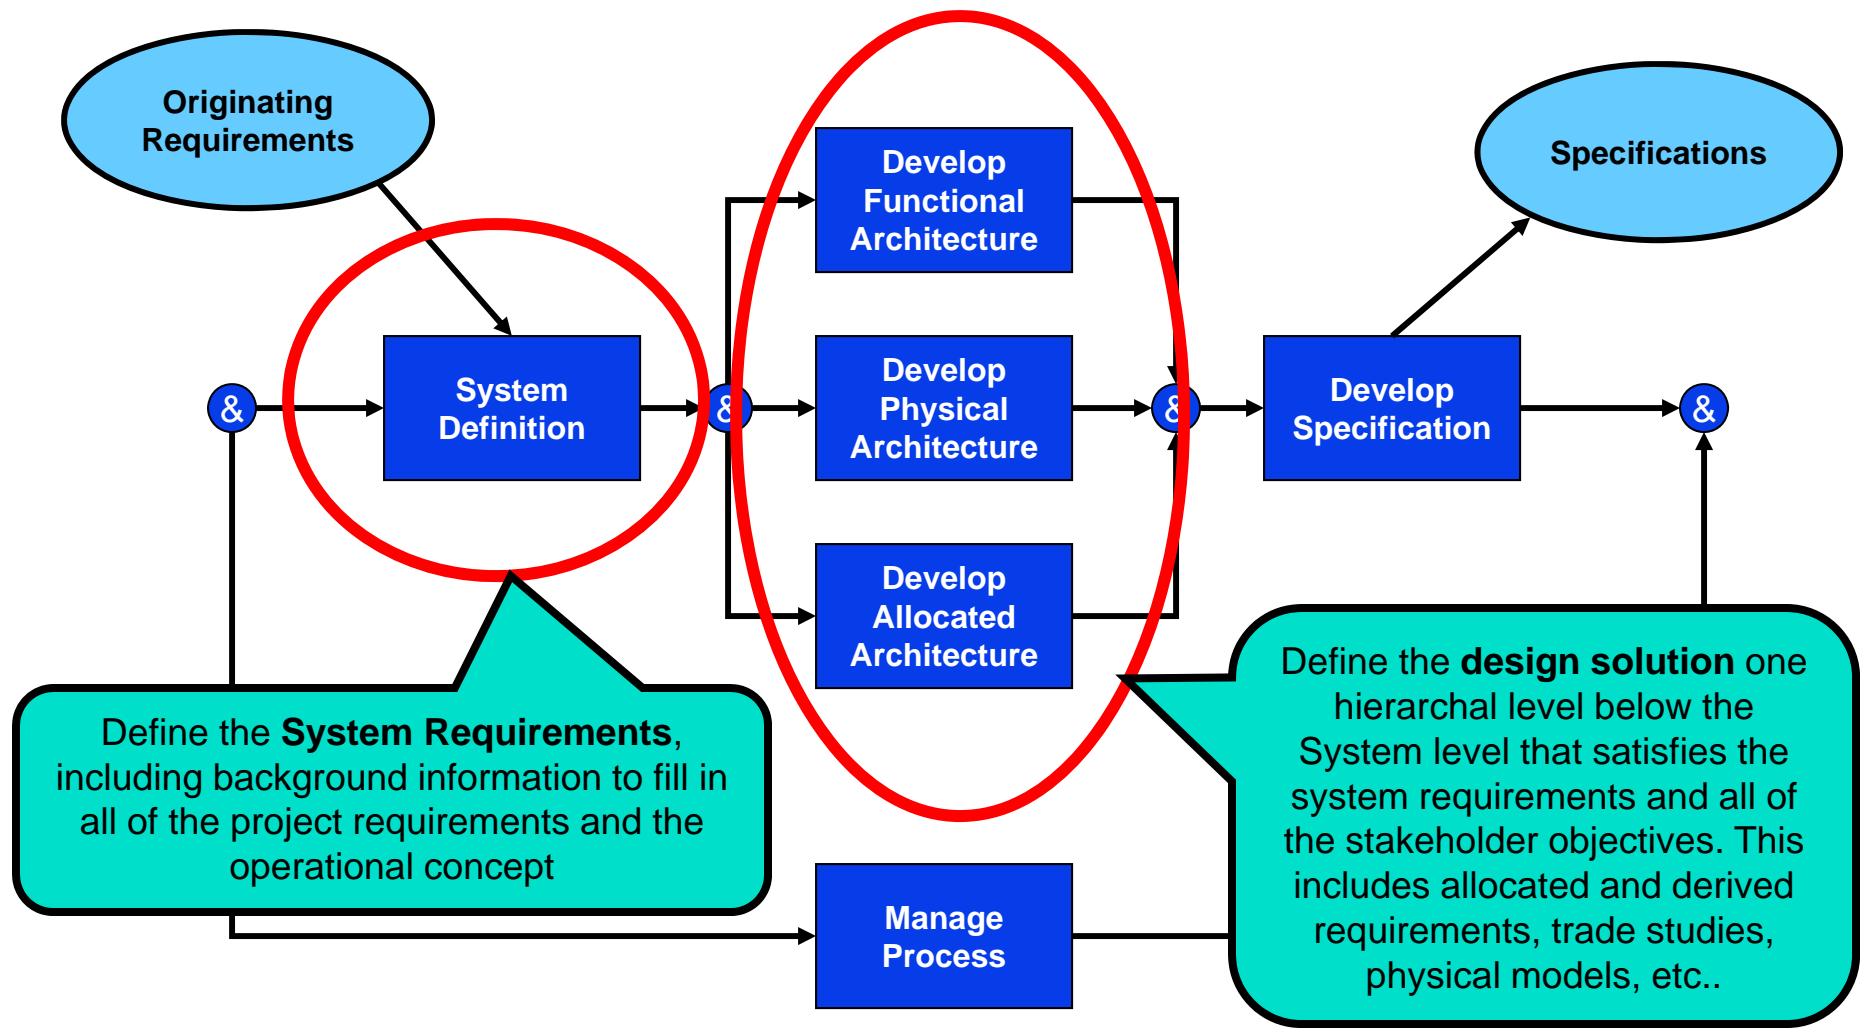 Originating
Requirements
Specifications
Develop
Functional
Architecture
&
System
Definition
&
Develop
Physical
Architecture
&
Develop
Specification
&
Develop
Allocated
Architecture
Define the System Requirements,
including background information to fill in
all of the project requirements and the
operational concept
Define the design solution one
hierarchal level below the
System level that satisfies the
system requirements and all of
the stakeholder objectives. This
includes allocated and derived
requirements, trade studies,
physical models, etc..
Manage
Process